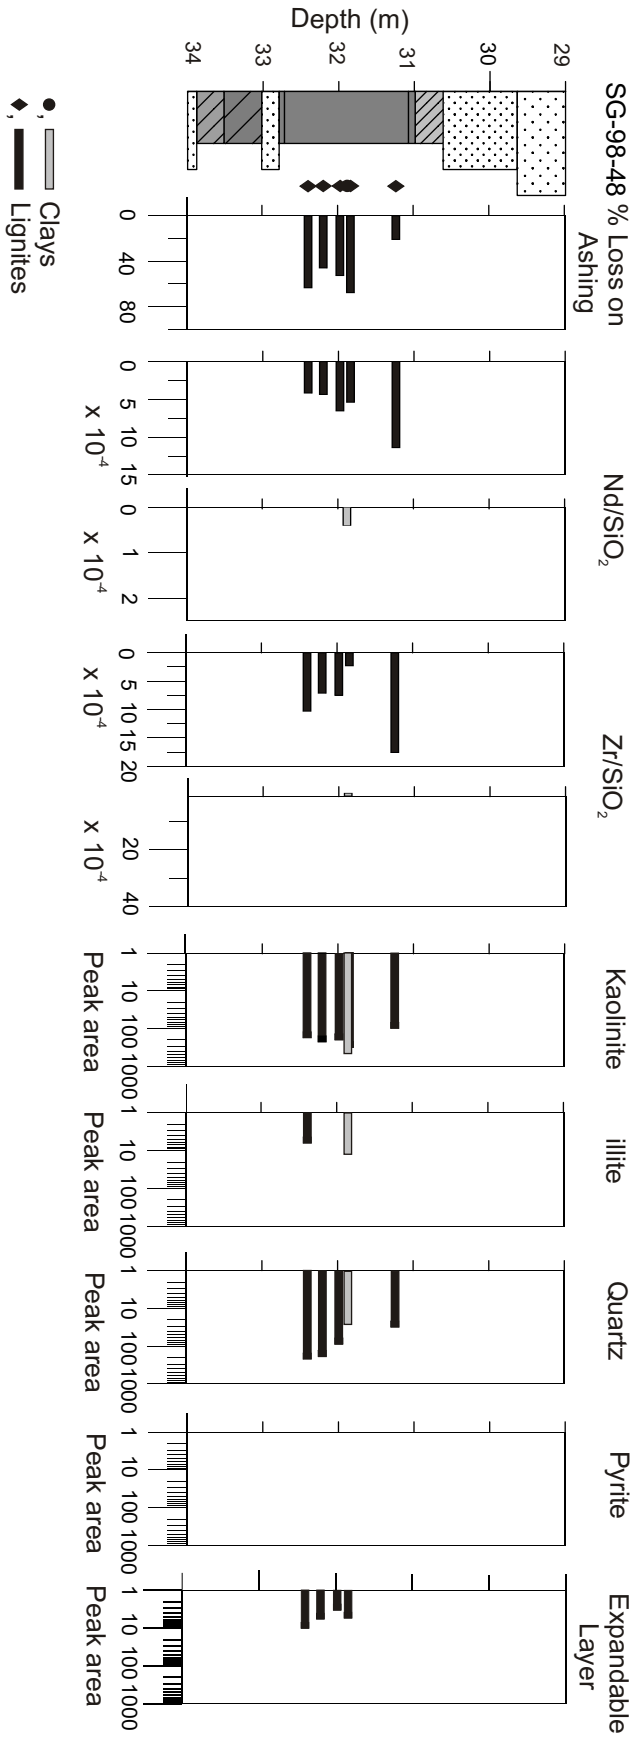 Depth (m)
34
33
32
31
30
29
SG-98-48
% Loss on
Ashing
0
40
80
Nd/SiO₂
0
5
10
15
x 10⁻⁴
0
1
2
x 10⁻⁴
Zr/SiO₂
0
5
10
15
20
x 10⁻⁴
20
40
x 10⁻⁴
Kaolinite
1
10
100
1000
Peak area
illite
1
10
100
1000
Peak area
Quartz
1
10
100
1000
Peak area
Pyrite
1
10
100
1000
Peak area
Expandable
Layer
1
10
100
1000
Peak area
, Clays
, Lignites